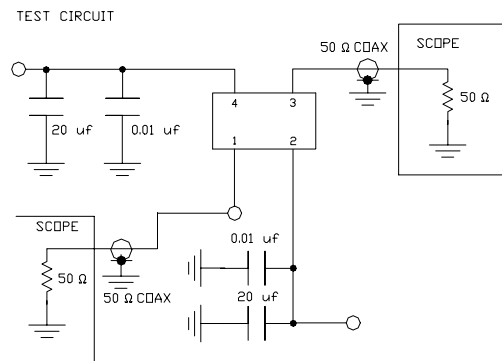 TEST CIRCUIT
50 Ω COAX
SCOPE
4
3
50 Ω
20 uf
0.01 uf
1
2
SCOPE
0.01 uf
50 Ω
50 Ω COAX
20 uf